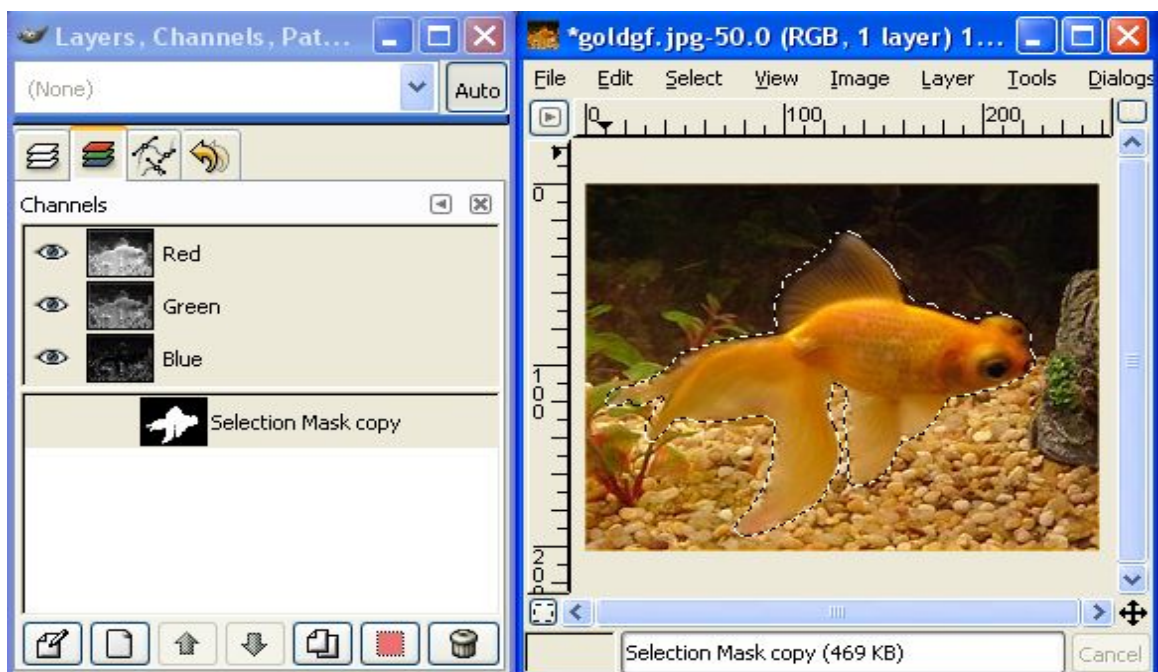 Layers, Channels, Pat...
(None)
Auto
Channels
Red
Green
Blue
Selection Mask copy
*goldgf.jpg-50.0 (RGB, 1 layer) 1...
File Edit Select View Image Layer Tools Dialogs
0 100 200
0
100
200
Selection Mask copy (469 KB)
Cancel